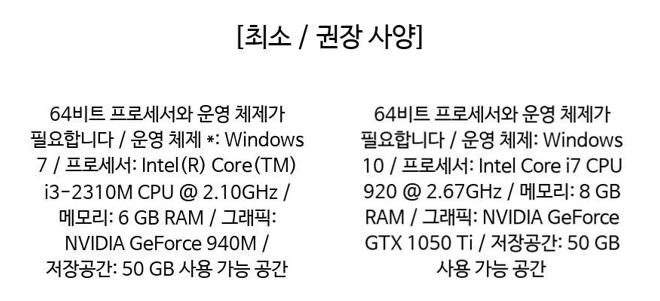 [최소 / 권장 사양]
64비트 프로세서와 운영 체제가
필요합니다 / 운영 체제 *: Windows
7 / 프로세서: Intel(R) Core(TM)
i3-2310M CPU @ 2.10GHz /
메모리: 6 GB RAM / 그래픽:
NVIDIA GeForce 940M /
저장공간: 50 GB 사용 가능 공간
64비트 프로세서와 운영 체제가
필요합니다 / 운영 체제: Windows
10 / 프로세서: Intel Core i7 CPU
920 @ 2.67GHz / 메모리: 8 GB
RAM / 그래픽: NVIDIA GeForce
GTX 1050 Ti / 저장공간: 50 GB
사용 가능 공간